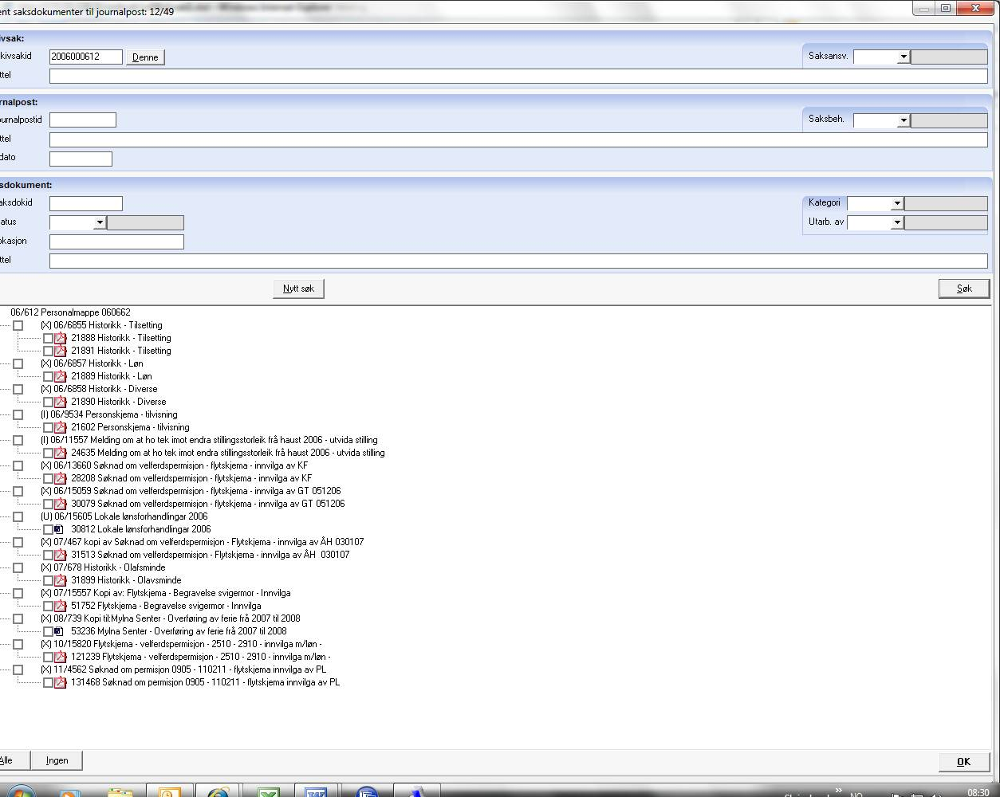 ent saksdokumenter til journalpost: 12/49
ivsak:
kivsakid 2006000612 Denne Saksansv.
ttel
rnalpost:
ournalpostid Saksbeh.
ttel
dato
sdokument:
aksdokid Kategori
atus Utarb. av
okasjon
ttel
Nytt søk Søk
06/612 Personalmappe 060662
(X) 06/6855 Historikk - Tilsetting
21888 Historikk - Tilsetting
21891 Historikk - Tilsetting
(X) 06/6857 Historikk - Løn
21889 Historikk - Løn
(X) 06/6858 Historikk - Diverse
21890 Historikk - Diverse
(I) 06/9534 Personskjema - tilvisning
21602 Personskjema - tilvisning
(I) 06/11557 Melding om at ho tek imot endra stillingsstorleik frå haust 2006 - utvida stilling
24635 Melding om at ho tek imot endra stillingsstorleik frå haust 2006 - utvida stilling
(X) 06/13660 Søknad om velferdspermisjon - flytskjema - innvilga av KF
28208 Søknad om velferdspermisjon - flytskjema - innvilga av KF
(X) 06/15059 Søknad om velferdspermisjon - flytskjema - innvilga av GT 051206
30079 Søknad om velferdspermisjon - flytskjema - innvilga av GT 051206
(U) 06/15605 Lokale lønsforhandlingar 2006
30812 Lokale lønsforhandlingar 2006
(X) 07/467 kopi av Søknad om velferdspermisjon - Flytskjema - innvilga av ÅH 030107
31513 Søknad om velferdspermisjon - Flytskjema - innvilga av ÅH 030107
(X) 07/678 Historikk - Olafsminde
31899 Historikk - Olavsminde
(X) 07/15557 Kopi av: Flytskjema - Begravelse svigermor - Innvilga
51752 Flytskjema - Begravelse svigermor - Innvilga
(X) 08/739 Kopi til:Mylna Senter - Overføring av ferie frå 2007 til 2008
53236 Mylna Senter - Overføring av ferie frå 2007 til 2008
(X) 10/15820 Flytskjema - velferdspermisjon - 2510 - 2910 - innvilga m/løn -
121239 Flytskjema - velferdspermisjon - 2510 - 2910 - innvilga m/løn -
(X) 11/4562 Søknad om permisjon 0905 - 110211 - flytskjema innvilga av PL
131468 Søknad om permisjon 0905 - 110211 - flytskjema innvilga av PL
Alle Ingen OK
NO 08:30